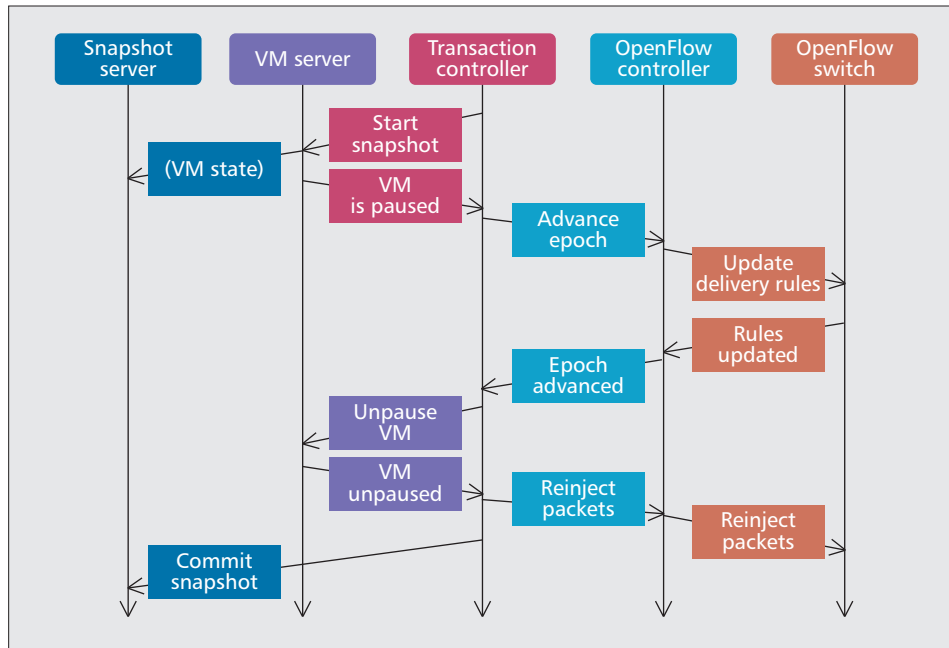 Snapshot
server
VM server
Transaction
controller
OpenFlow
controller
OpenFlow
switch
Start
snapshot
(VM state)
VM
is paused
Advance
epoch
Update
delivery rules
Rules
updated
Epoch
advanced
Unpause
VM
VM
unpaused
Reinject
packets
Reinject
packets
Commit
snapshot